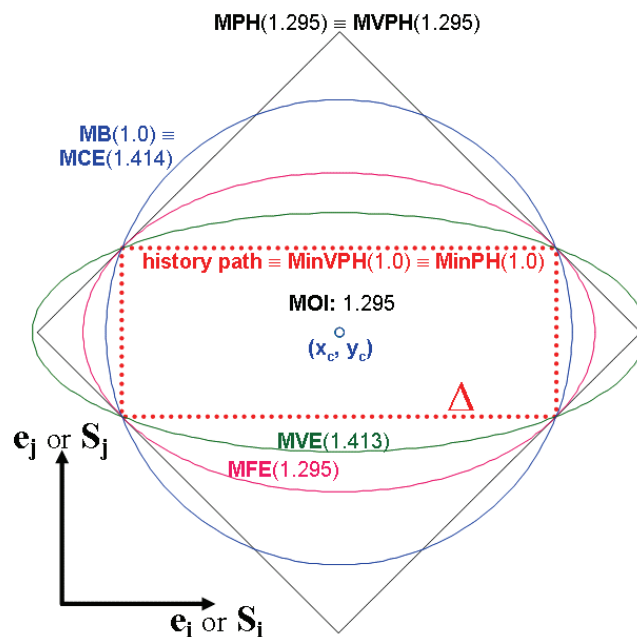 MPH(1.295) ≡ MVPH(1.295)
MB(1.0) ≡
MCE(1.414)
history path ≡ MinVPH(1.0) ≡ MinPH(1.0)
MOI: 1.295
(xc, yc)
Δ
MVE(1.413)
MFE(1.295)
ej or Sj
ei or Si